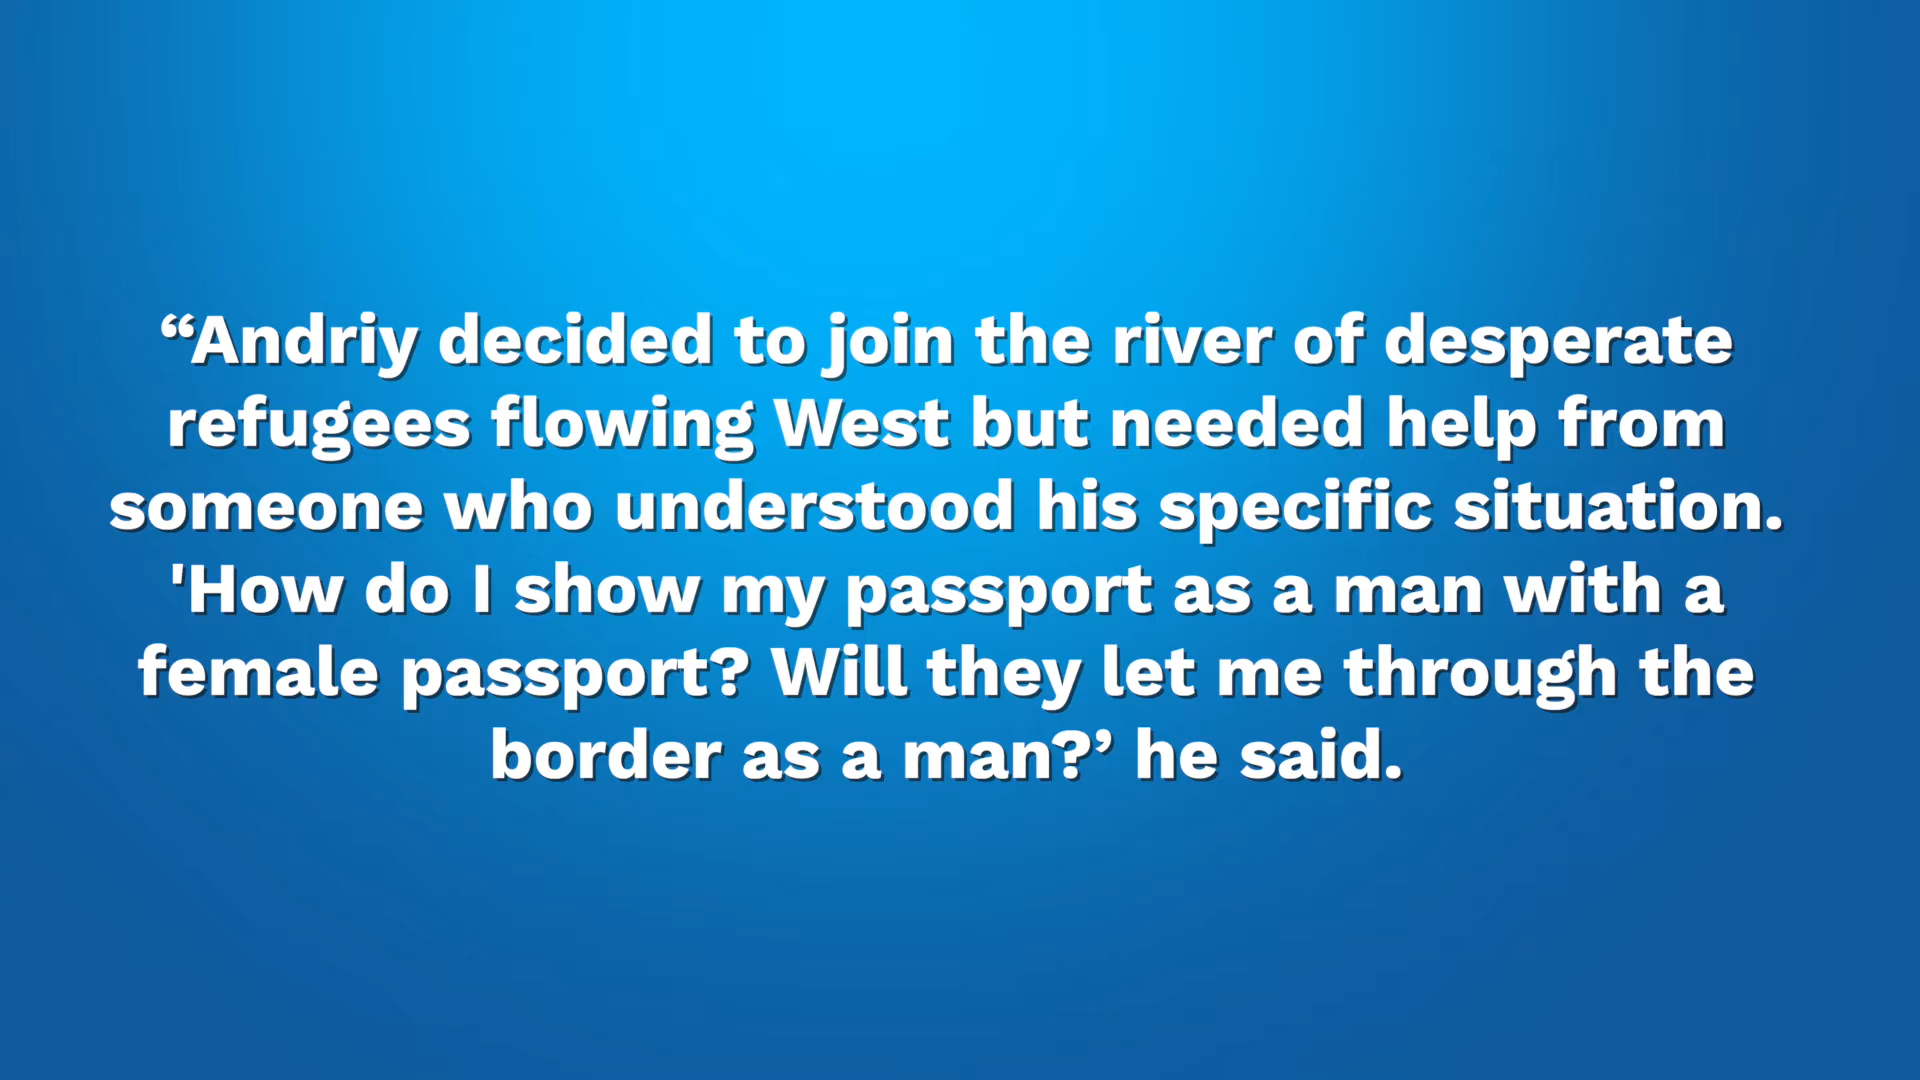 “Andriy decided to join the river of desperate
refugees flowing West but needed help from
someone who understood his specific situation.
'How do I show my passport as a man with a
female passport? Will they let me through the
border as a man?’ he said.